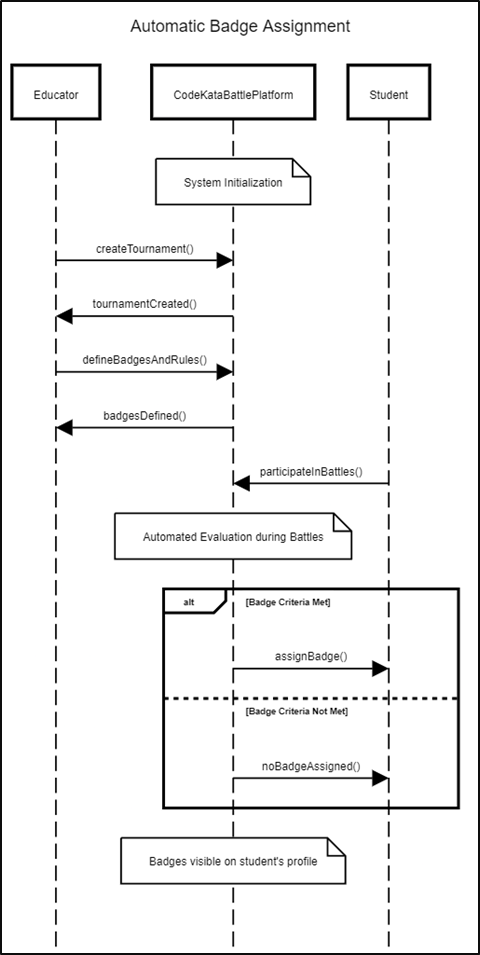 Automatic Badge Assignment
Educator
CodeKataBattlePlatform
Student
System Initialization
createTournament()
tournamentCreated()
defineBadgesAndRules()
badgesDefined()
participateInBattles()
Automated Evaluation during Battles
alt
[Badge Criteria Met]
assignBadge()
[Badge Criteria Not Met]
noBadgeAssigned()
Badges visible on student's profile